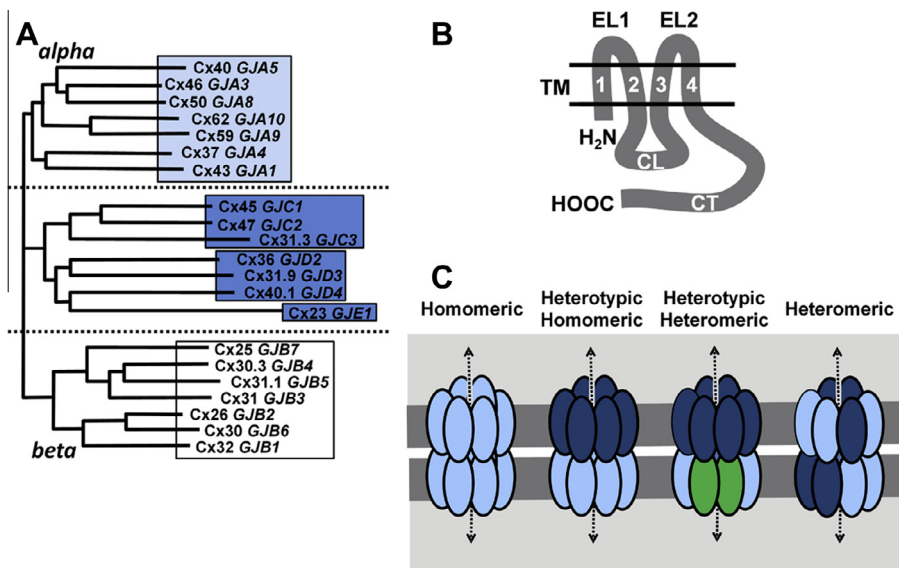 A
alpha
Cx40 GJA5
Cx46 GJA3
Cx50 GJA8
Cx62 GJA10
Cx59 GJA9
Cx37 GJA4
Cx43 GJA1
Cx45 GJC1
Cx47 GJC2
Cx31.3 GJC3
Cx36 GJD2
Cx31.9 GJD3
Cx40.1 GJD4
Cx23 GJE1
Cx25 GJB7
Cx30.3 GJB4
Cx31.1 GJB5
Cx31 GJB3
Cx26 GJB2
Cx30 GJB6
Cx32 GJB1
beta
B
EL1 EL2
TM 1 2 3 4
H2N
CL
HOOC CT
C
Homomeric
Heterotypic
Homomeric
Heterotypic
Heteromeric
Heteromeric